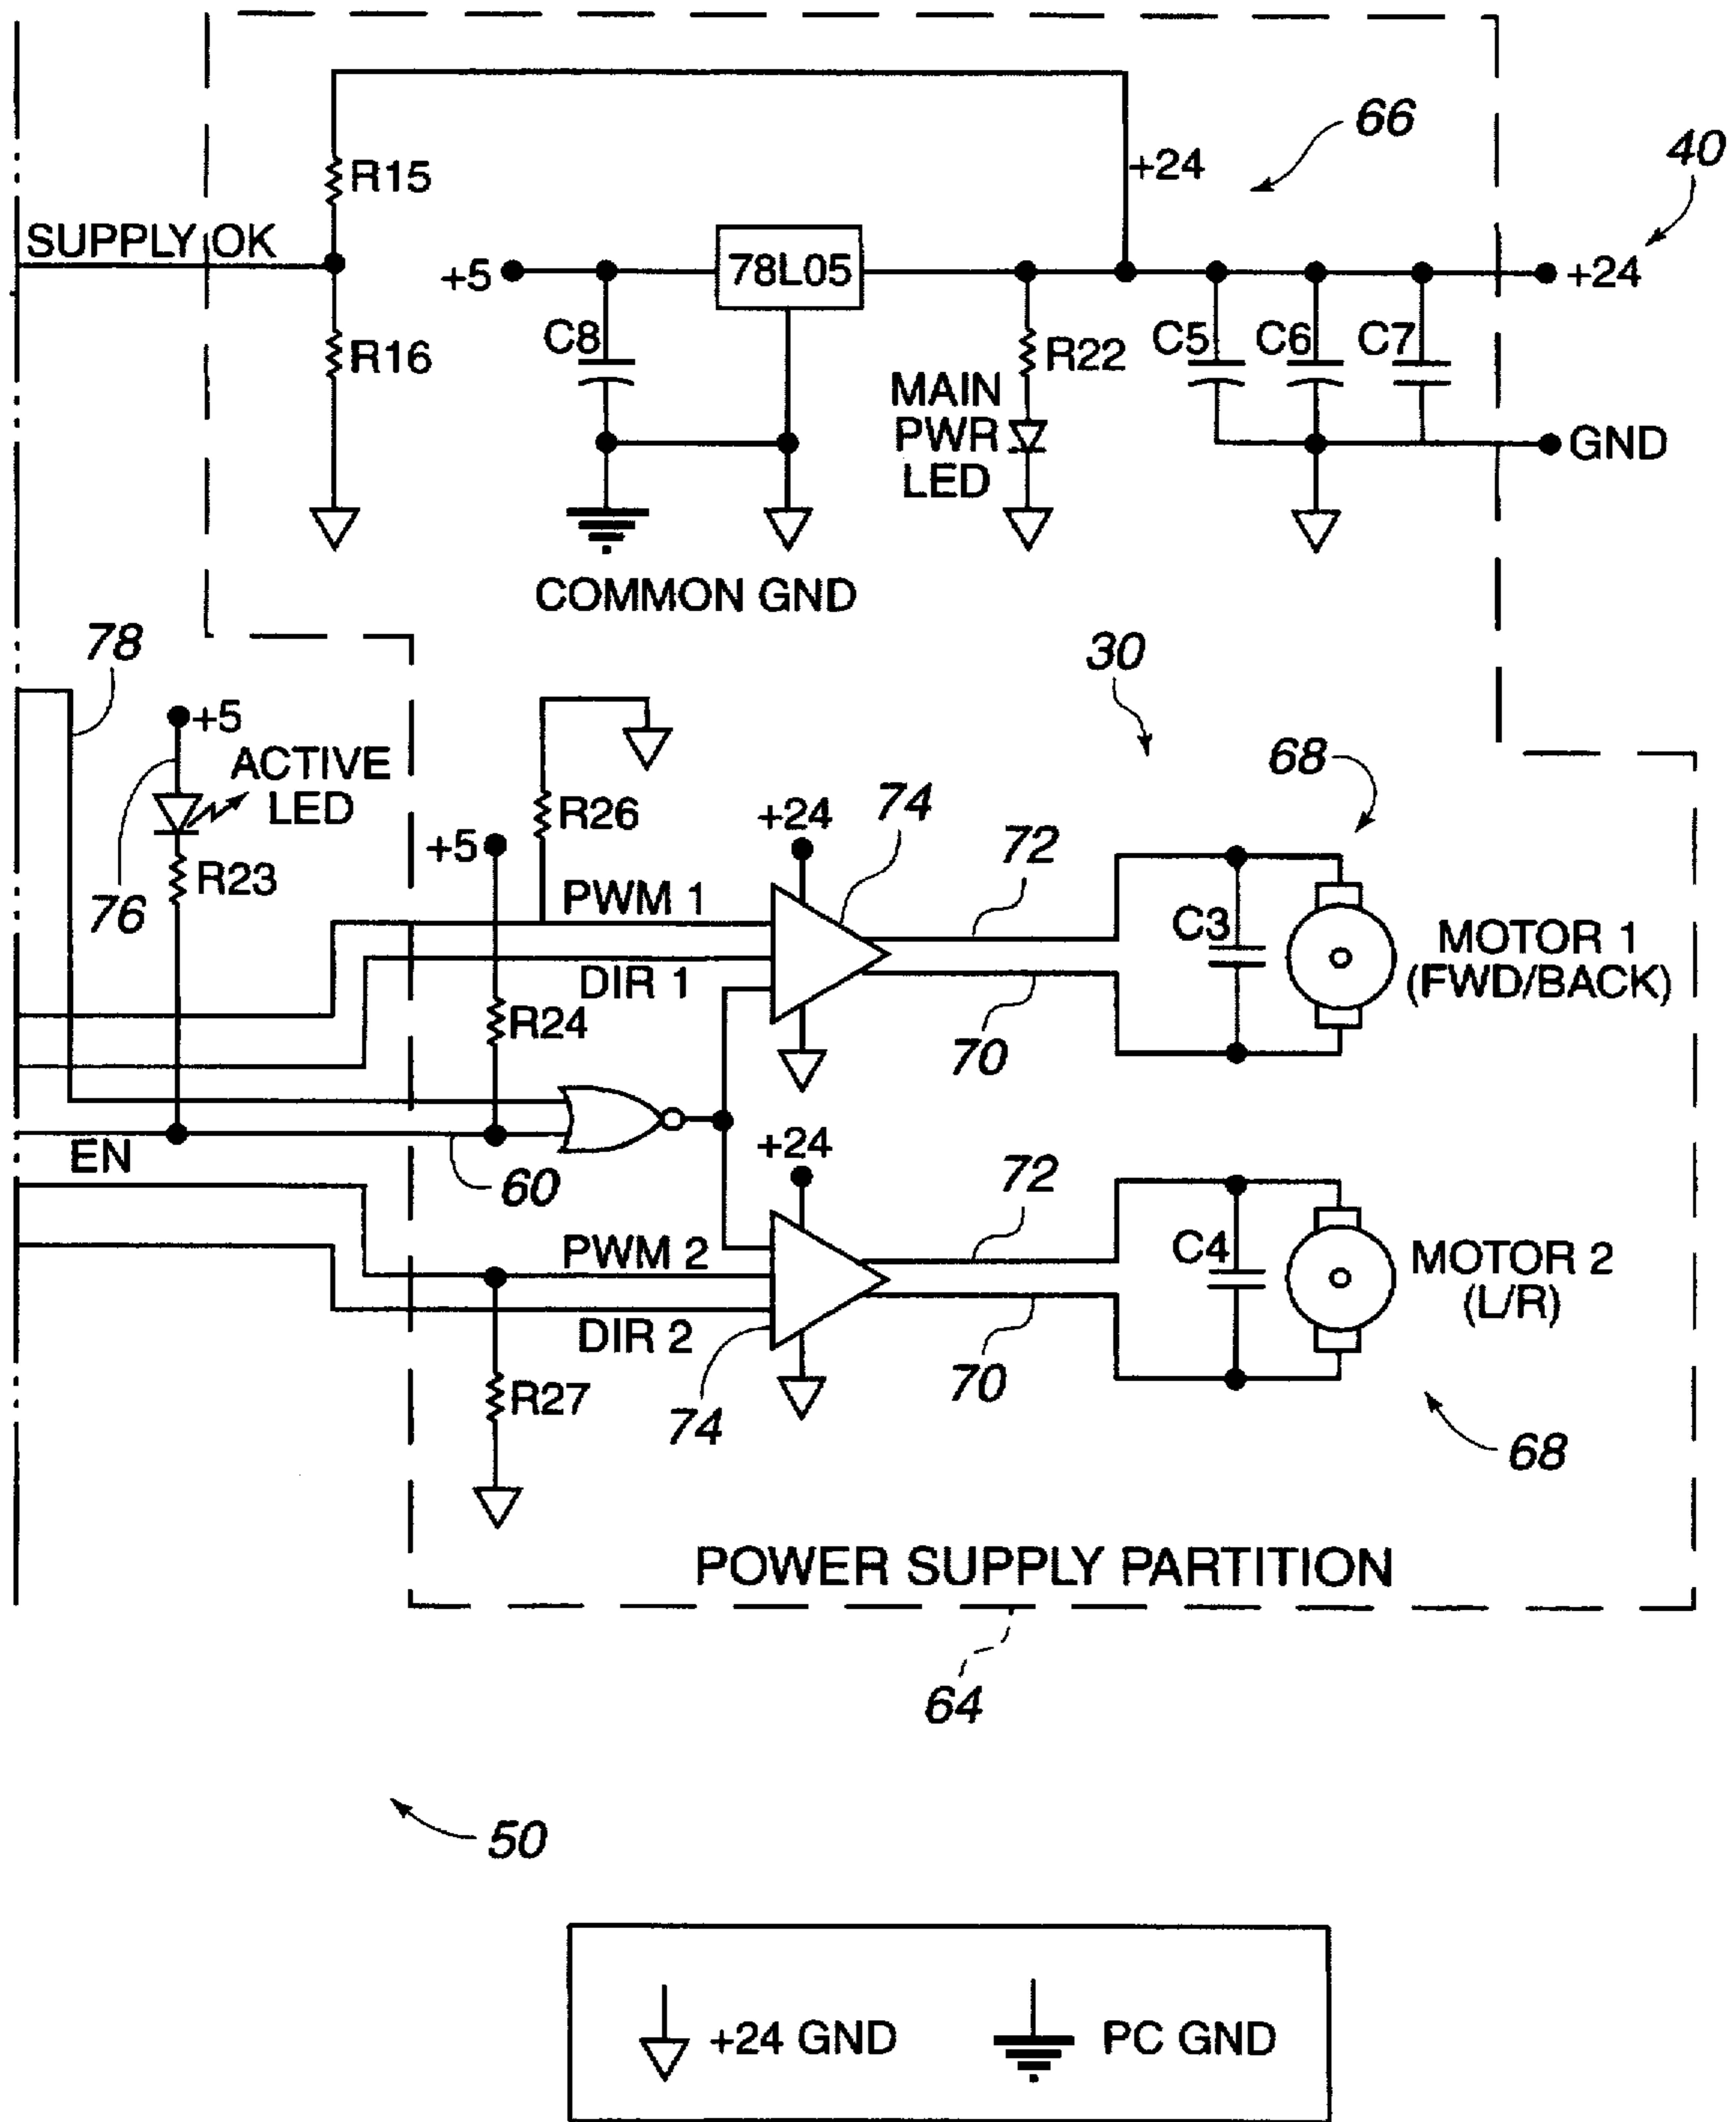 66
40
+24
R15
SUPPLY OK
+5
78L05
+24
C8
R16
R22
C5
C6
C7
MAIN
PWR
LED
GND
COMMON GND
78
30
+5
ACTIVE
LED
68
R26
+24
74
72
+5
R23
76
PWM 1
C3
MOTOR 1
(FWD/BACK)
DIR 1
R24
70
EN
60
+24
72
PWM 2
C4
MOTOR 2
(L/R)
DIR 2
R27
74
70
68
POWER SUPPLY PARTITION
64
50
+24 GND
PC GND